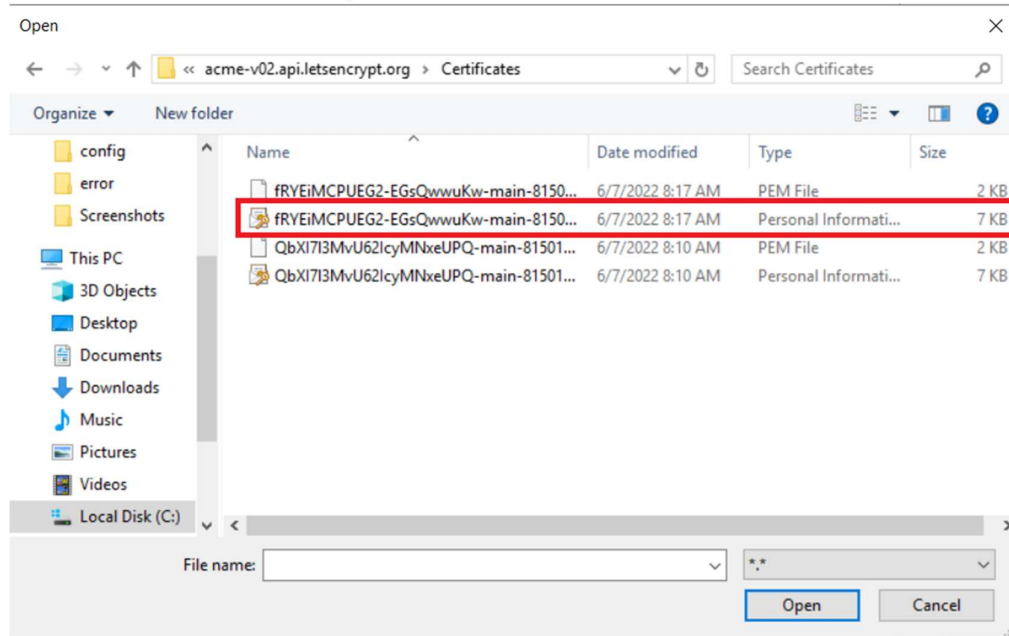 Open
« acme-v02.api.letsencrypt.org > Certificates
Search Certificates
Organize
New folder
config
error
Screenshots
This PC
3D Objects
Desktop
Documents
Downloads
Music
Pictures
Videos
Local Disk (C:)
Name Date modified Type Size
fRYEiMCPUEG2-EGsQwwuKw-main-8150... 6/7/2022 8:17 AM PEM File 2 KB
fRYEiMCPUEG2-EGsQwwuKw-main-8150... 6/7/2022 8:17 AM Personal Informati... 7 KB
QbXI7I3MvU62IcyMNxeUPQ-main-81501... 6/7/2022 8:10 AM PEM File 2 KB
QbXI7I3MvU62IcyMNxeUPQ-main-81501... 6/7/2022 8:10 AM Personal Informati... 7 KB
File name:
*.*
Open
Cancel